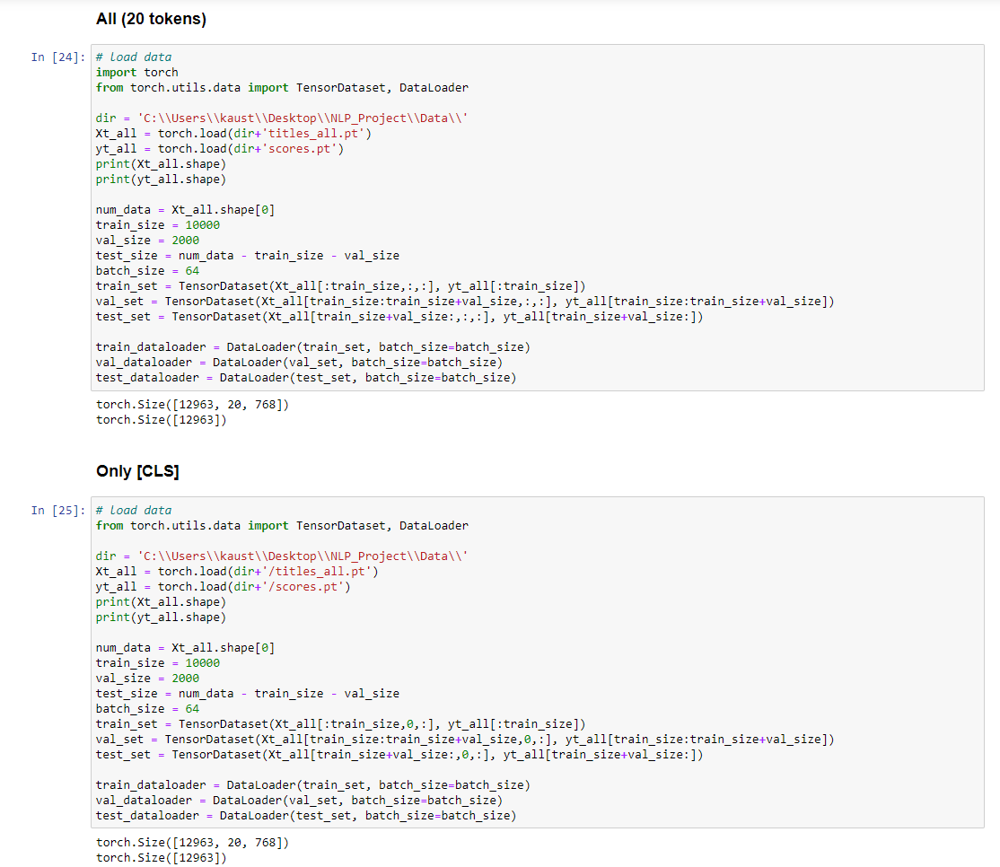 All (20 tokens)
In [24]:
# load data
import torch
from torch.utils.data import TensorDataset, DataLoader
dir = 'C:\\Users\\kaust\\Desktop\\NLP_Project\\Data\\'
Xt_all = torch.load(dir+'titles_all.pt')
yt_all = torch.load(dir+'scores.pt')
print(Xt_all.shape)
print(yt_all.shape)
num_data = Xt_all.shape[0]
train_size = 10000
val_size = 2000
test_size = num_data - train_size - val_size
batch_size = 64
train_set = TensorDataset(Xt_all[:train_size,:,:], yt_all[:train_size])
val_set = TensorDataset(Xt_all[train_size:train_size+val_size,:,:], yt_all[train_size:train_size+val_size])
test_set = TensorDataset(Xt_all[train_size+val_size:,:,:], yt_all[train_size+val_size:])
train_dataloader = DataLoader(train_set, batch_size=batch_size)
val_dataloader = DataLoader(val_set, batch_size=batch_size)
test_dataloader = DataLoader(test_set, batch_size=batch_size)
torch.Size([12963, 20, 768])
torch.Size([12963])
Only [CLS]
In [25]:
# load data
from torch.utils.data import TensorDataset, DataLoader
dir = 'C:\\Users\\kaust\\Desktop\\NLP_Project\\Data\\'
Xt_all = torch.load(dir+'/titles_all.pt')
yt_all = torch.load(dir+'/scores.pt')
print(Xt_all.shape)
print(yt_all.shape)
num_data = Xt_all.shape[0]
train_size = 10000
val_size = 2000
test_size = num_data - train_size - val_size
batch_size = 64
train_set = TensorDataset(Xt_all[:train_size,0,:], yt_all[:train_size])
val_set = TensorDataset(Xt_all[train_size:train_size+val_size,0,:], yt_all[train_size:train_size+val_size])
test_set = TensorDataset(Xt_all[train_size+val_size:,0,:], yt_all[train_size+val_size:])
train_dataloader = DataLoader(train_set, batch_size=batch_size)
val_dataloader = DataLoader(val_set, batch_size=batch_size)
test_dataloader = DataLoader(test_set, batch_size=batch_size)
torch.Size([12963, 20, 768])
torch.Size([12963])